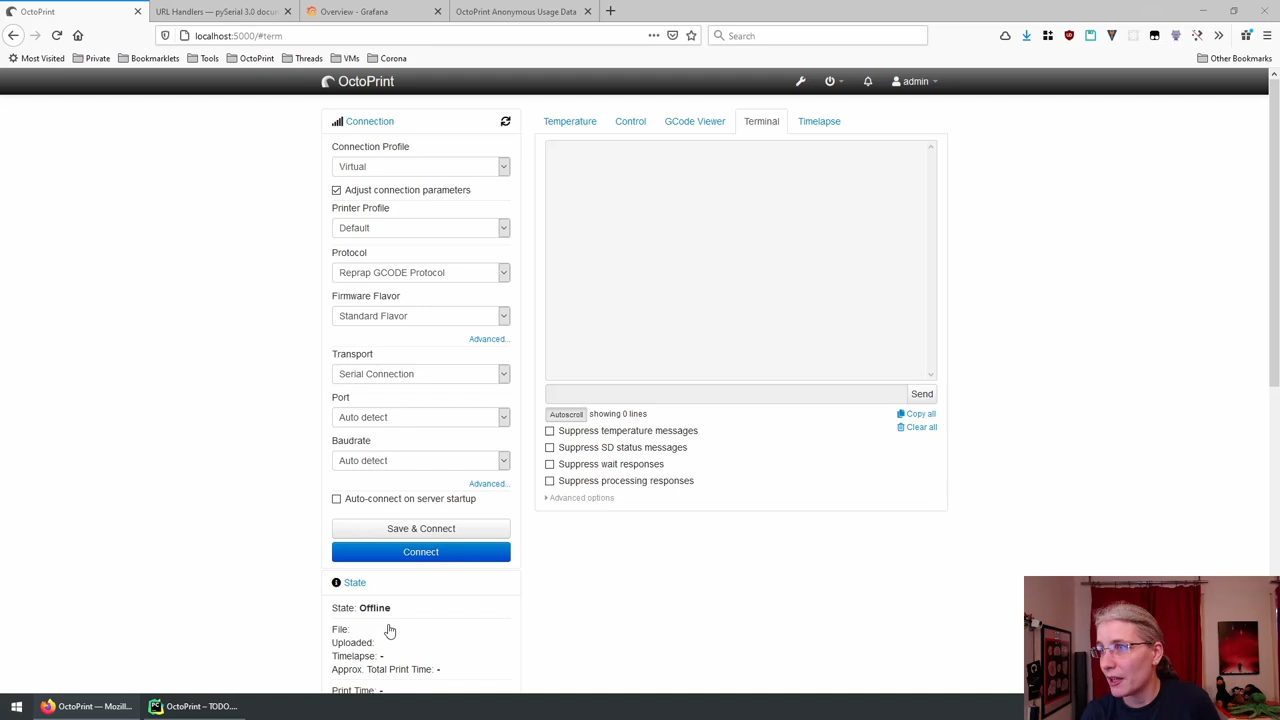 OctoPrint
URL Handlers — pySerial 3.0 docu
Overview - Grafana
OctoPrint Anonymous Usage Data
localhost:5000/#term
Search
Most Visited
Private
Bookmarklets
Tools
OctoPrint
Threads
VMs
Corona
Other Bookmarks
OctoPrint
admin
Connection
Connection Profile
Virtual
Adjust connection parameters
Printer Profile
Default
Protocol
Reprap GCODE Protocol
Firmware Flavor
Standard Flavor
Advanced...
Transport
Serial Connection
Port
Auto detect
Baudrate
Auto detect
Advanced...
Auto-connect on server startup
Save & Connect
Connect
State
State: Offline
File:
Uploaded:
Timelapse: -
Approx. Total Print Time: -
Print Time: -
Temperature
Control
GCode Viewer
Terminal
Timelapse
Send
Autoscroll showing 0 lines
Copy all
Clear all
Suppress temperature messages
Suppress SD status messages
Suppress wait responses
Suppress processing responses
Advanced options
OctoPrint — Mozil...
OctoPrint – TODO....